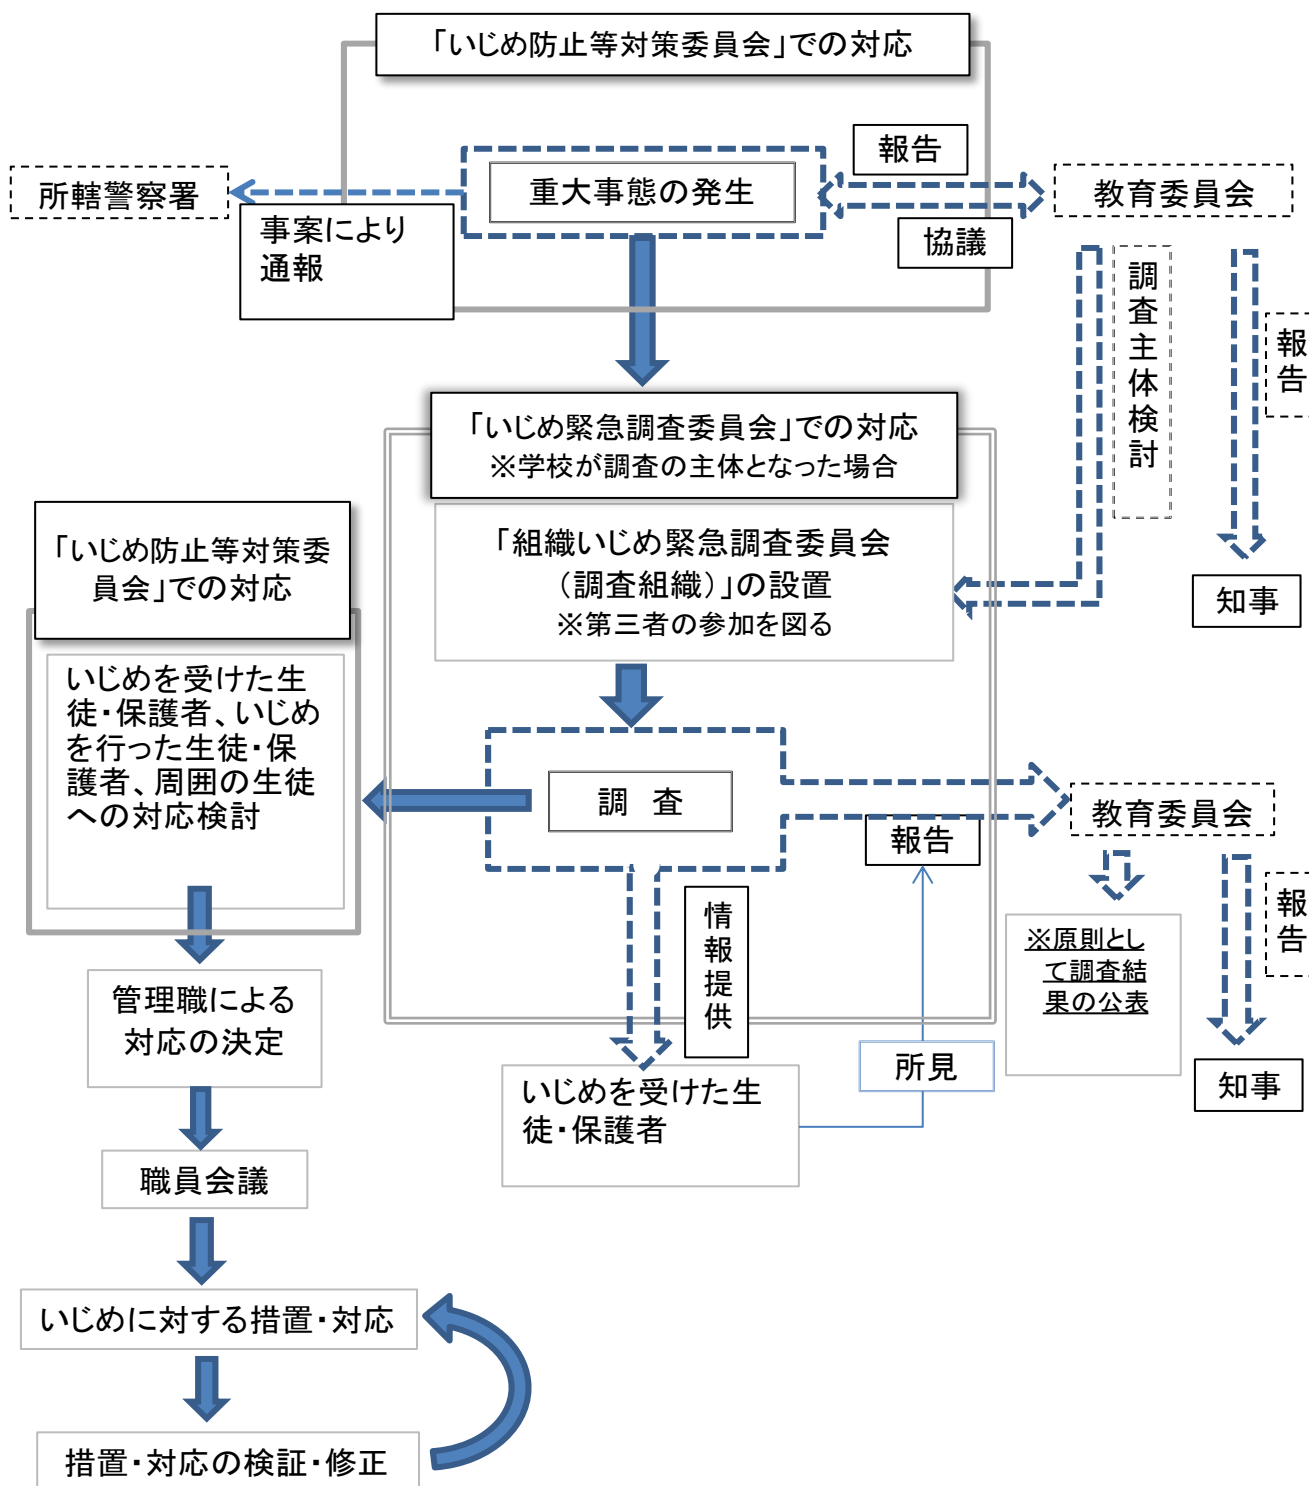 「いじめ防止等対策委員会」での対応
報告
所轄警察署
重大事態の発生
教育委員会
事案により
通報
協議
調査主体検討
報告
「いじめ緊急調査委員会」での対応
※学校が調査の主体となった場合
「組織いじめ緊急調査委員会
（調査組織）」の設置
※第三者の参加を図る
知事
「いじめ防止等対策委
員会」での対応
いじめを受けた生
徒・保護者、いじめ
を行った生徒・保
護者、周囲の生徒
への対応検討
調 査
教育委員会
報告
情報提供
報告
※原則とし
て調査結
果の公表
管理職による
対応の決定
所見
知事
いじめを受けた生
徒・保護者
職員会議
いじめに対する措置・対応
措置・対応の検証・修正